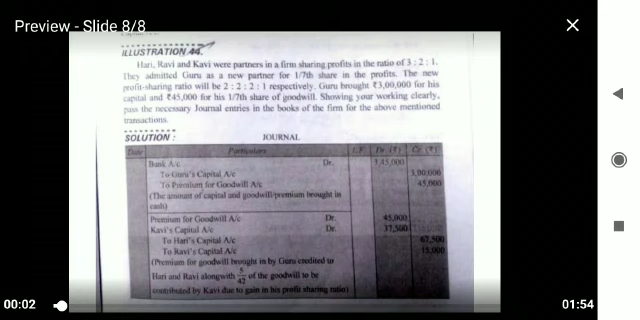 Preview - Slide 8/8
ILLUSTRATION 44.
Hari, Ravi and Kavi were partners in a firm sharing profits in the ratio of 3 : 2 : 1.
They admitted Guru as a new partner for 1/7th share in the profits. The new
profit-sharing ratio will be 2 : 2 : 2 : 1 respectively. Guru brought ₹3,00,000 for his
capital and ₹45,000 for his 1/7th share of goodwill. Showing your working clearly,
pass the necessary Journal entries in the books of the firm for the above mentioned
transactions.
SOLUTION : JOURNAL
Date Particulars L.F. Dr. (₹) Cr. (₹)
Bank A/c Dr. 3,45,000
To Guru's Capital A/c 3,00,000
To Premium for Goodwill A/c 45,000
(The amount of capital and goodwill/premium brought in
cash)
Premium for Goodwill A/c Dr. 45,000
Kavi's Capital A/c Dr. 37,500
To Hari's Capital A/c 67,500
To Ravi's Capital A/c 15,000
(Premium for goodwill brought in by Guru credited to
Hari and Ravi alongwith 5/42 of the goodwill to be
contributed by Kavi due to gain in his profit sharing ratio)
00:02 01:54